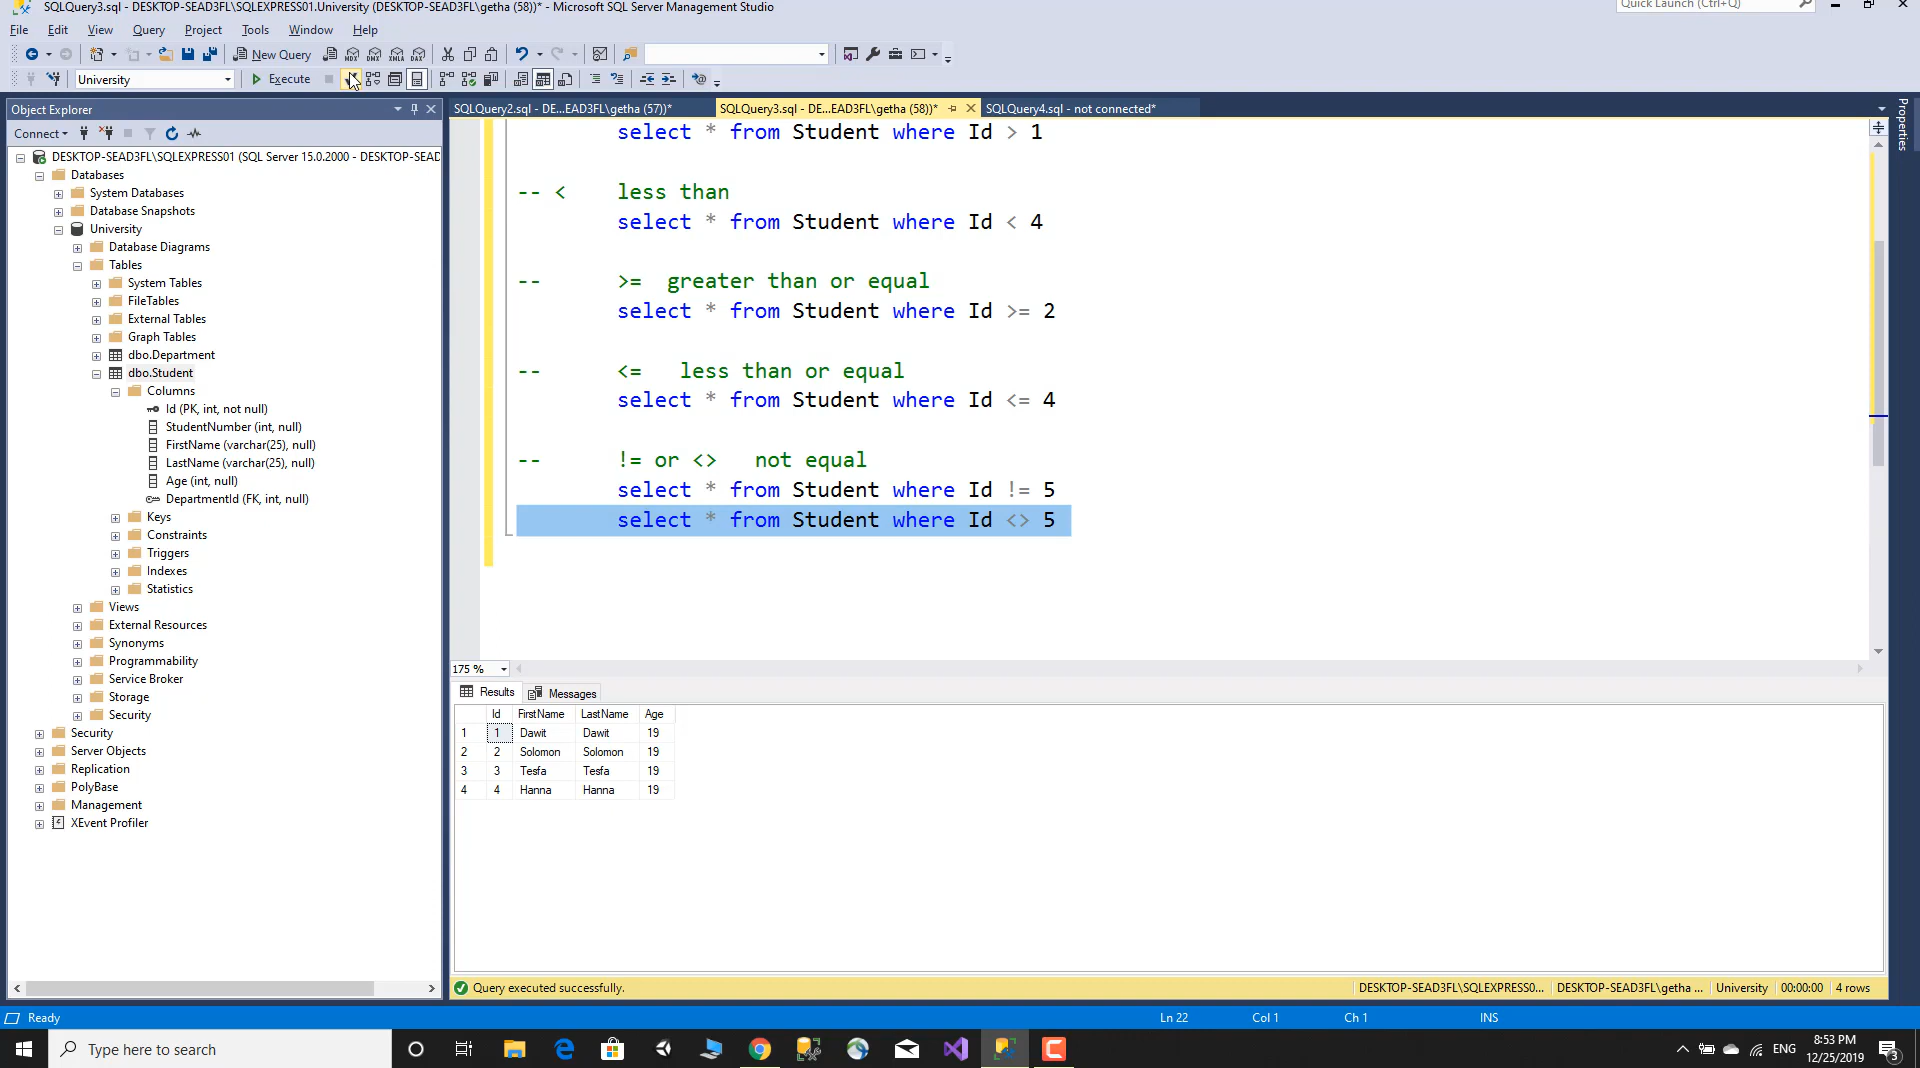 SQLQuery3.sql - DESKTOP-SEAD3FL\SQLEXPRESS01.University (DESKTOP-SEAD3FL\getha (58))* - Microsoft SQL Server Management Studio
Quick Launch (Ctrl+Q)
File Edit View Query Project Tools Window Help
New Query
University
Execute
Object Explorer
Connect
DESKTOP-SEAD3FL\SQLEXPRESS01 (SQL Server 15.0.2000 - DESKTOP-SEAD
Databases
System Databases
Database Snapshots
University
Database Diagrams
Tables
System Tables
FileTables
External Tables
Graph Tables
dbo.Department
dbo.Student
Columns
Id (PK, int, not null)
StudentNumber (int, null)
FirstName (varchar(25), null)
LastName (varchar(25), null)
Age (int, null)
DepartmentId (FK, int, null)
Keys
Constraints
Triggers
Indexes
Statistics
Views
External Resources
Synonyms
Programmability
Service Broker
Storage
Security
Security
Server Objects
Replication
PolyBase
Management
XEvent Profiler
SQLQuery2.sql - DE...EAD3FL\getha (57))*
SQLQuery3.sql - DE...EAD3FL\getha (58))*
SQLQuery4.sql - not connected*
Properties
select * from Student where Id > 1
-- < less than
select * from Student where Id < 4
-- >= greater than or equal
select * from Student where Id >= 2
-- <= less than or equal
select * from Student where Id <= 4
-- != or <> not equal
select * from Student where Id != 5
select * from Student where Id <> 5
175 %
Results Messages
Id FirstName LastName Age
1 1 Dawit Dawit 19
2 2 Solomon Solomon 19
3 3 Tesfa Tesfa 19
4 4 Hanna Hanna 19
Query executed successfully.
DESKTOP-SEAD3FL\SQLEXPRESS0... DESKTOP-SEAD3FL\getha ... University 00:00:00 4 rows
Ready Ln 22 Col 1 Ch 1 INS
Type here to search
ENG
8:53 PM
12/25/2019
3